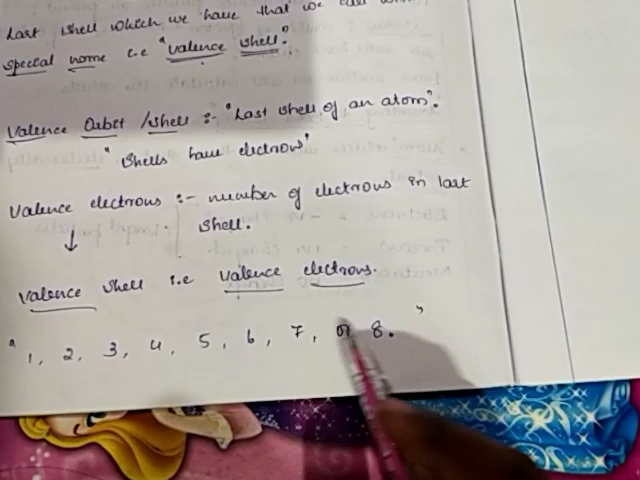 Last shell which we have that we call with
special name i.e "valence shell."
Valence Orbit / shell :- "Last shell of an atom".
"Shells have electrons"
Valence electrons :- number of electrons in last
shell.
↓
Valence shell i.e valence electrons.
" 1, 2, 3, 4, 5, 6, 7, or 8. "